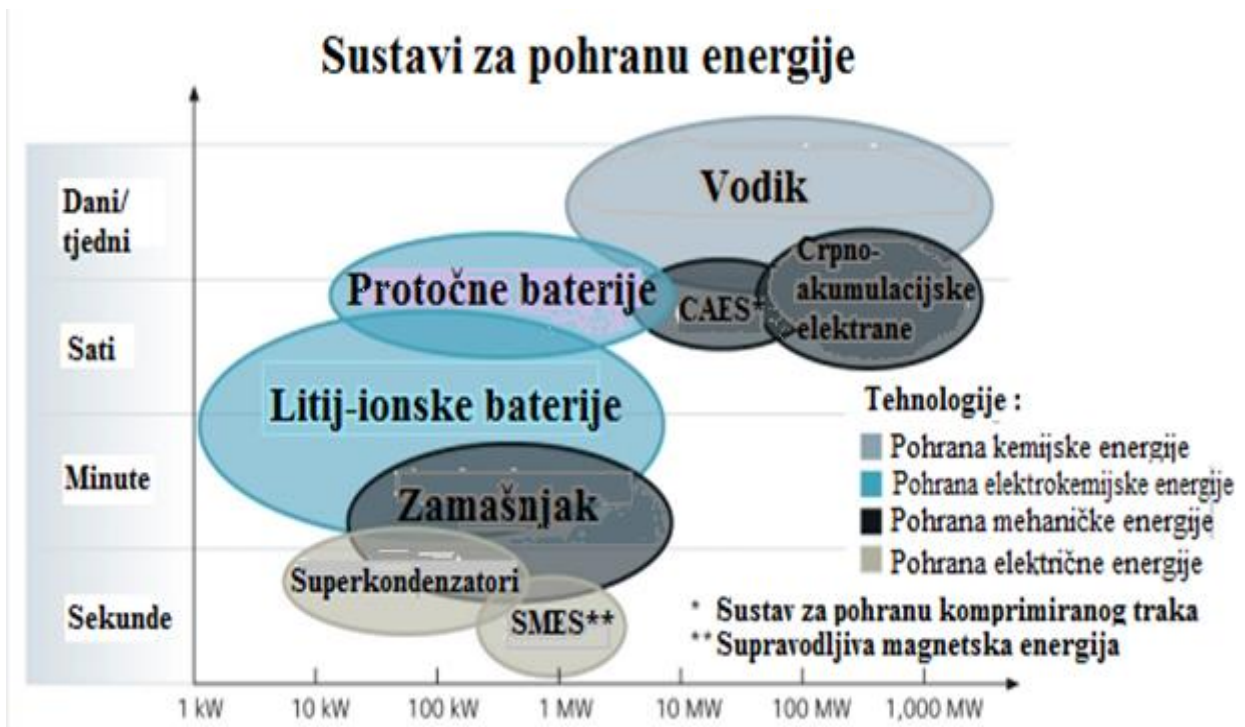 Sustavi za pohranu energije
Dani/
tjedni
Sati
Minute
Sekunde
Vodik
Protočne baterije
CAES*
Crpno-
akumulacijske
elektrane
Litij-ionske baterije
Zamašnjak
Superkondenzatori
SMES**
Tehnologije :
Pohrana kemijske energije
Pohrana elektrokemijske energije
Pohrana mehaničke energije
Pohrana električne energije
* Sustav za pohranu komprimiranog traka
** Supravodljiva magnetska energija
1 kW
10 kW
100 kW
1 MW
10 MW
100 MW
1,000 MW